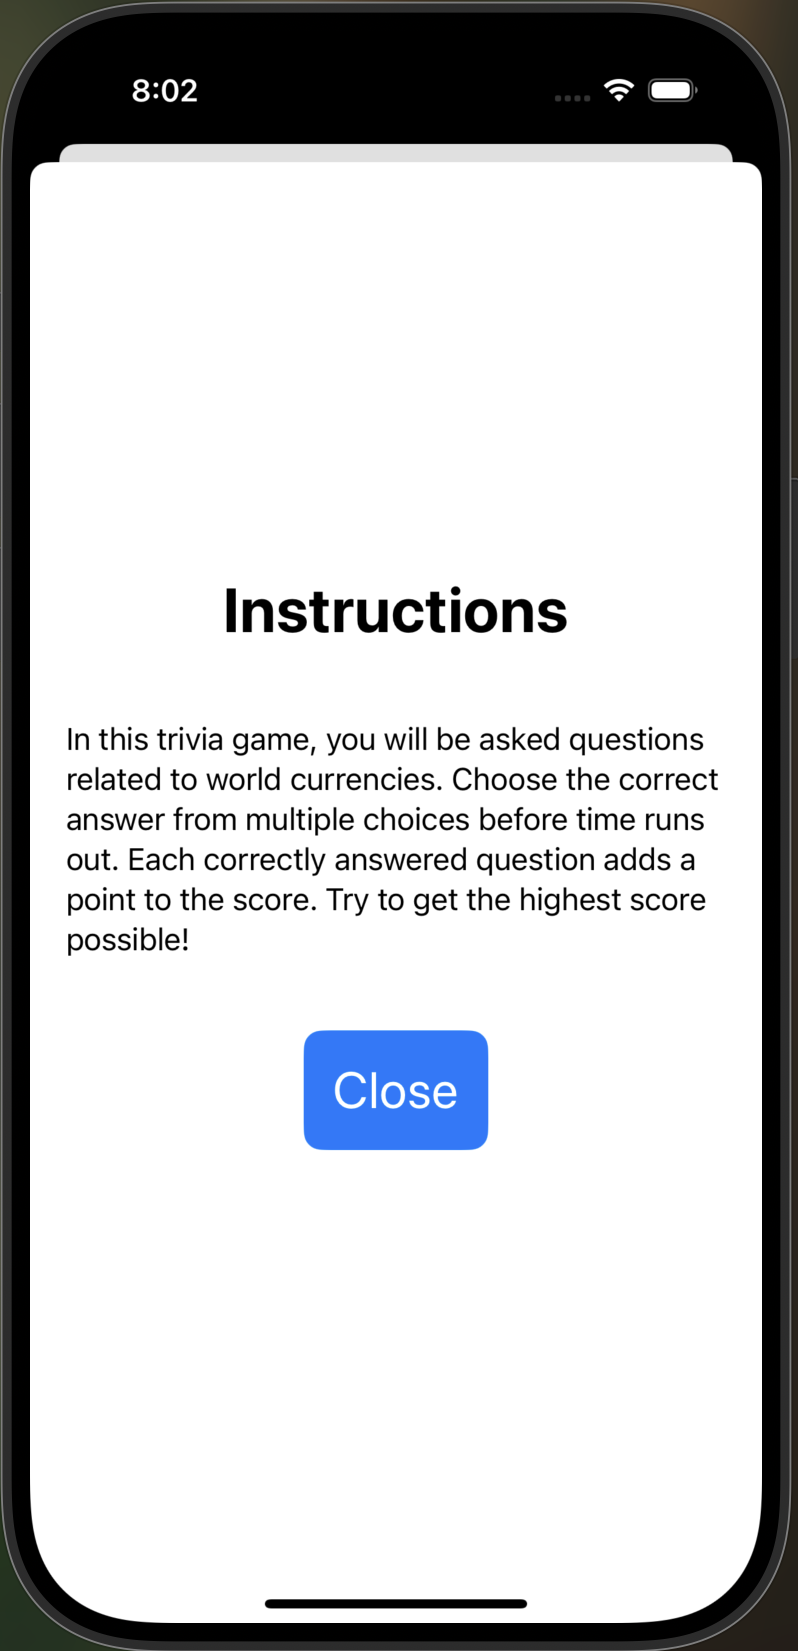 8:02
Instructions
In this trivia game, you will be asked questions
related to world currencies. Choose the correct
answer from multiple choices before time runs
out. Each correctly answered question adds a
point to the score. Try to get the highest score
possible!
Close